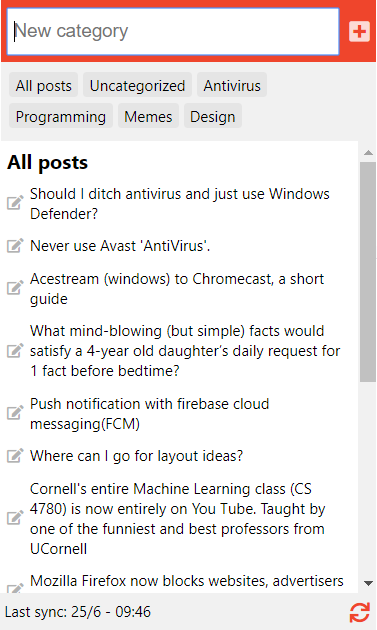 New category
All posts Uncategorized Antivirus
Programming Memes Design
All posts
Should I ditch antivirus and just use Windows
Defender?
Never use Avast 'AntiVirus'.
Acestream (windows) to Chromecast, a short
guide
What mind-blowing (but simple) facts would
satisfy a 4-year old daughter's daily request for
1 fact before bedtime?
Push notification with firebase cloud
messaging(FCM)
Where can I go for layout ideas?
Cornell's entire Machine Learning class (CS
4780) is now entirely on You Tube. Taught by
one of the funniest and best professors from
UCornell
Mozilla Firefox now blocks websites, advertisers
Last sync: 25/6 - 09:46